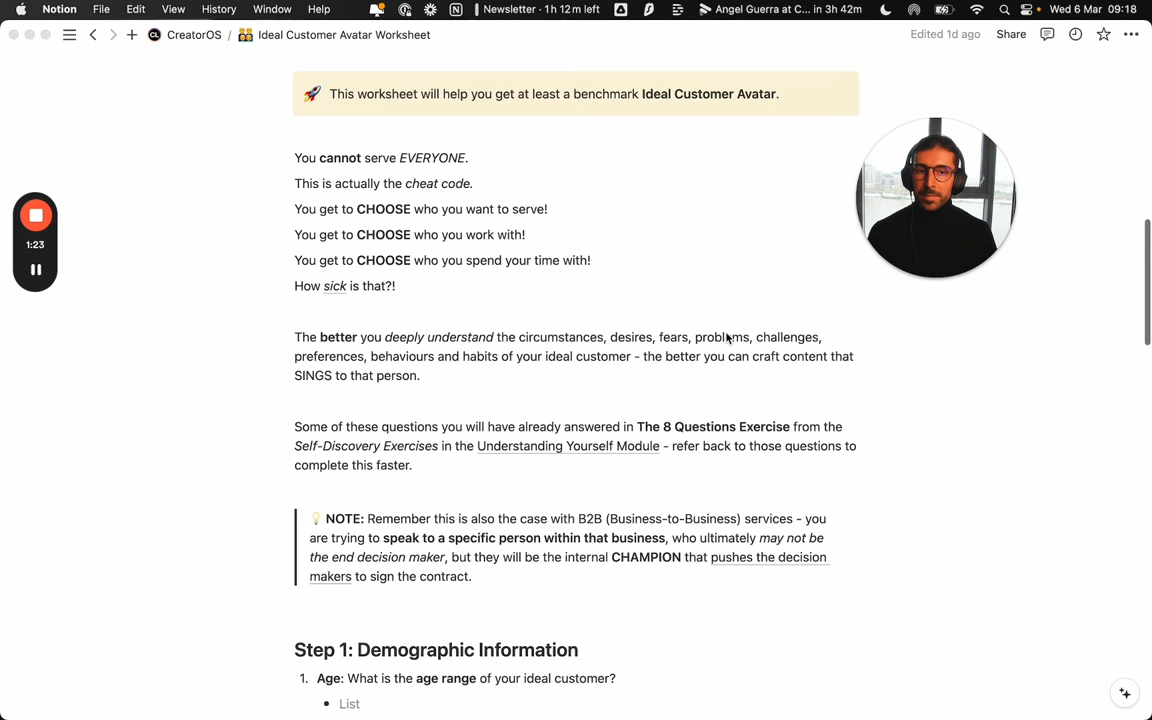 Notion File Edit View History Window Help Newsletter · 1 h 12 m left Angel Guerra at C... in 3h 42m Wed 6 Mar 09:18
CreatorOS / Ideal Customer Avatar Worksheet Edited 1d ago Share
This worksheet will help you get at least a benchmark Ideal Customer Avatar.
You cannot serve EVERYONE.
This is actually the cheat code.
You get to CHOOSE who you want to serve!
You get to CHOOSE who you work with!
1:23
You get to CHOOSE who you spend your time with!
How sick is that?!
The better you deeply understand the circumstances, desires, fears, problems, challenges,
preferences, behaviours and habits of your ideal customer - the better you can craft content that
SINGS to that person.
Some of these questions you will have already answered in The 8 Questions Exercise from the
Self-Discovery Exercises in the Understanding Yourself Module - refer back to those questions to
complete this faster.
NOTE: Remember this is also the case with B2B (Business-to-Business) services - you
are trying to speak to a specific person within that business, who ultimately may not be
the end decision maker, but they will be the internal CHAMPION that pushes the decision
makers to sign the contract.
Step 1: Demographic Information
1. Age: What is the age range of your ideal customer?
• List